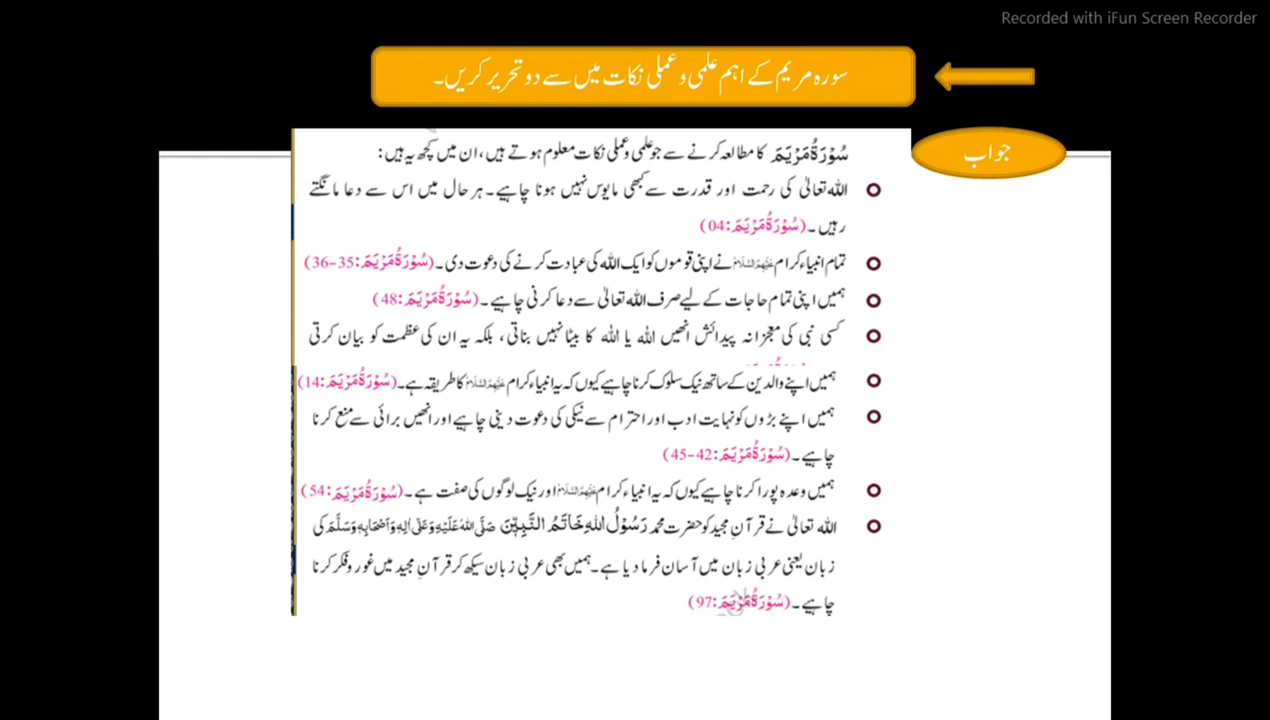 Recorded with iFun Screen Recorder
سورہ مریم کے اہم علمی و عملی نکات میں سے دو تحریر کریں۔
جواب
سُوْرَۃُ مَرْیَمَ کا مطالعہ کرنے سے جو علمی و عملی نکات معلوم ہوتے ہیں، ان میں کچھ یہ ہیں:
اللہ تعالیٰ کی رحمت اور قدرت سے کبھی مایوس نہیں ہونا چاہیے۔ ہر حال میں اس سے دعا مانگتے
رہیں۔ (سُوْرَۃُ مَرْیَمَ:04)
تمام انبیاء کرام عَلَیْہِمُ السَّلَامُ نے اپنی قوموں کو ایک اللہ کی عبادت کرنے کی دعوت دی۔ (سُوْرَۃُ مَرْیَمَ:35-36)
ہمیں اپنی تمام حاجات کے لیے صرف اللہ تعالیٰ سے دعا کرنی چاہیے۔ (سُوْرَۃُ مَرْیَمَ:48)
کسی نبی کی معجزانہ پیدائش انھیں اللہ یا اللہ کا بیٹا نہیں بناتی، بلکہ یہ ان کی عظمت کو بیان کرتی
ہمیں اپنے والدین کے ساتھ نیک سلوک کرنا چاہیے کیوں کہ یہ انبیاء کرام عَلَیْہِمُ السَّلَامُ کا طریقہ ہے۔ (سُوْرَۃُ مَرْیَمَ:14)
ہمیں اپنے بڑوں کو نہایت ادب اور احترام سے نیکی کی دعوت دینی چاہیے اور انھیں برائی سے منع کرنا
چاہیے۔ (سُوْرَۃُ مَرْیَمَ:42-45)
ہمیں وعدہ پورا کرنا چاہیے کیوں کہ یہ انبیاء کرام عَلَیْہِمُ السَّلَامُ اور نیک لوگوں کی صفت ہے۔ (سُوْرَۃُ مَرْیَمَ:54)
اللہ تعالیٰ نے قرآنِ مجید کو حضرت محمد رَسُوْلُ اللہِ خَاتَمُ النَّبِیّٖنَ صَلَّی اللہُ عَلَیْہِ وَعَلٰی اٰلِہٖ وَاَصْحَابِہٖ وَسَلَّمَ کی
زبان یعنی عربی زبان میں آسان فرما دیا ہے۔ ہمیں بھی عربی زبان سیکھ کر قرآنِ مجید میں غور و فکر کرنا
چاہیے۔ (سُوْرَۃُ مَرْیَمَ:97)